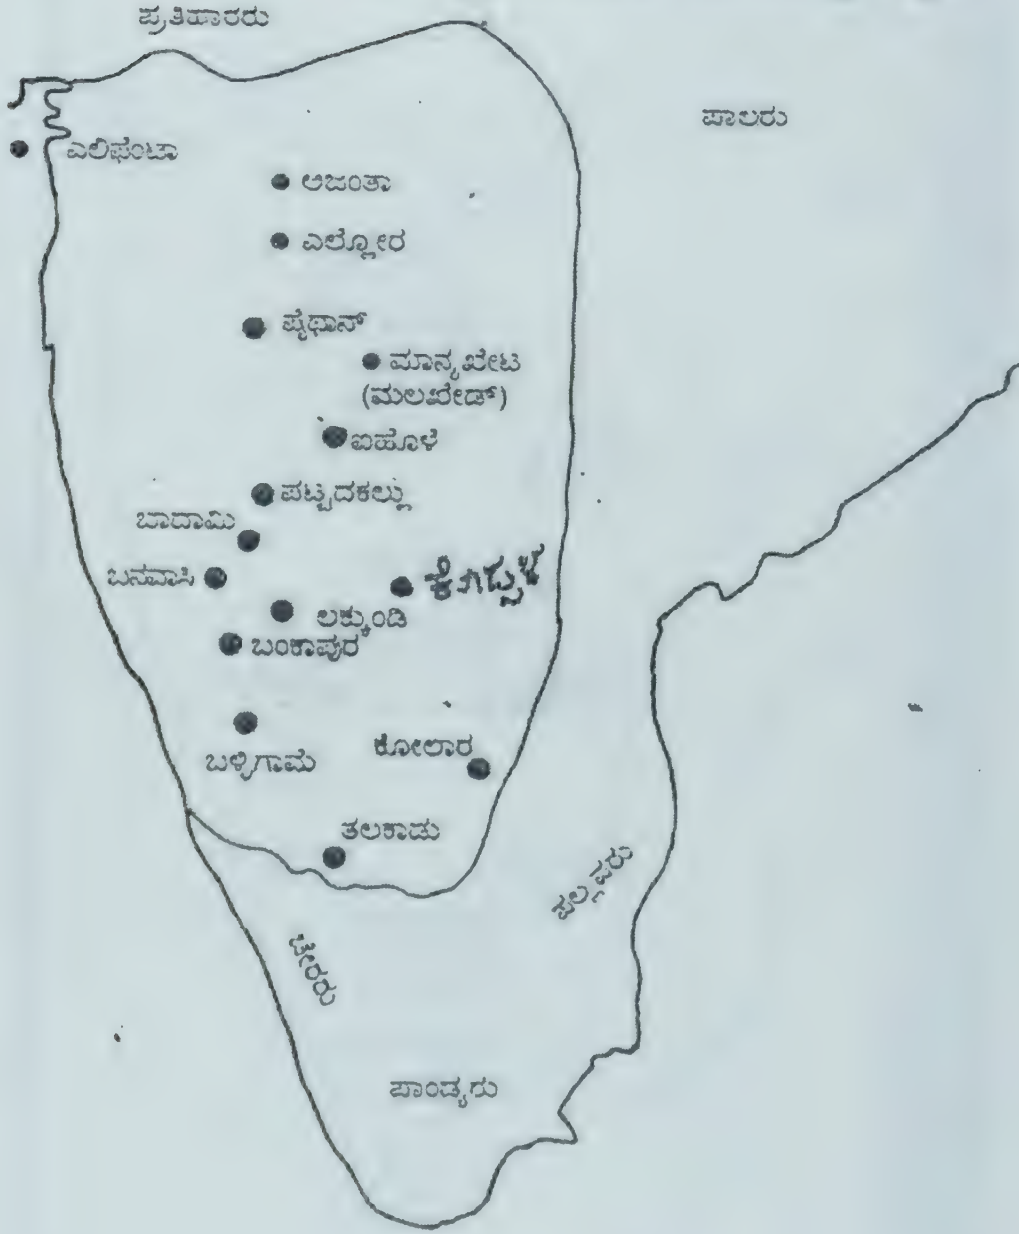 ಪ್ರತಿಹಾರರು
ಪಾಲರು
ಎಲಿಫೆಂಟಾ
ಅಜಂತಾ
ಎಲ್ಲೋರ
ಪೈಠಾನ್
ಮಾನ್ಯಖೇಟ
(ಮಲಖೇಡ್)
ಐಹೊಳೆ
ಪಟ್ಟದಕಲ್ಲು
ಬಾದಾಮಿ
ಬನವಾಸಿ
ಲಕ್ಕುಂಡಿ
ಬಂಕಾಪುರ
ಬಳ್ಳಿಗಾಮೆ
ಕೋಲಾರ
ತಲಕಾಡು
ಪಲ್ಲವರು
ಚೇರರು
ಪಾಂಡ್ಯರು